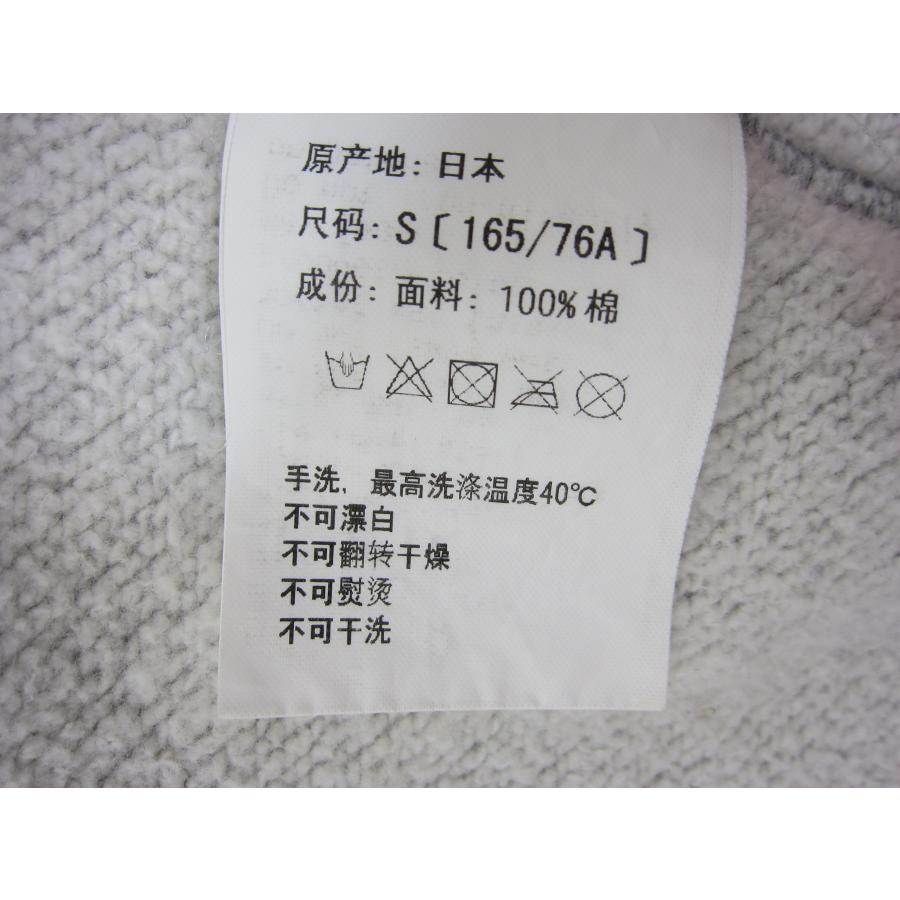 原产地: 日本
尺码: S〔165/76A〕
成份: 面料: 100%棉
手洗, 最高洗涤温度40℃
不可漂白
不可翻转干燥
不可熨烫
不可干洗